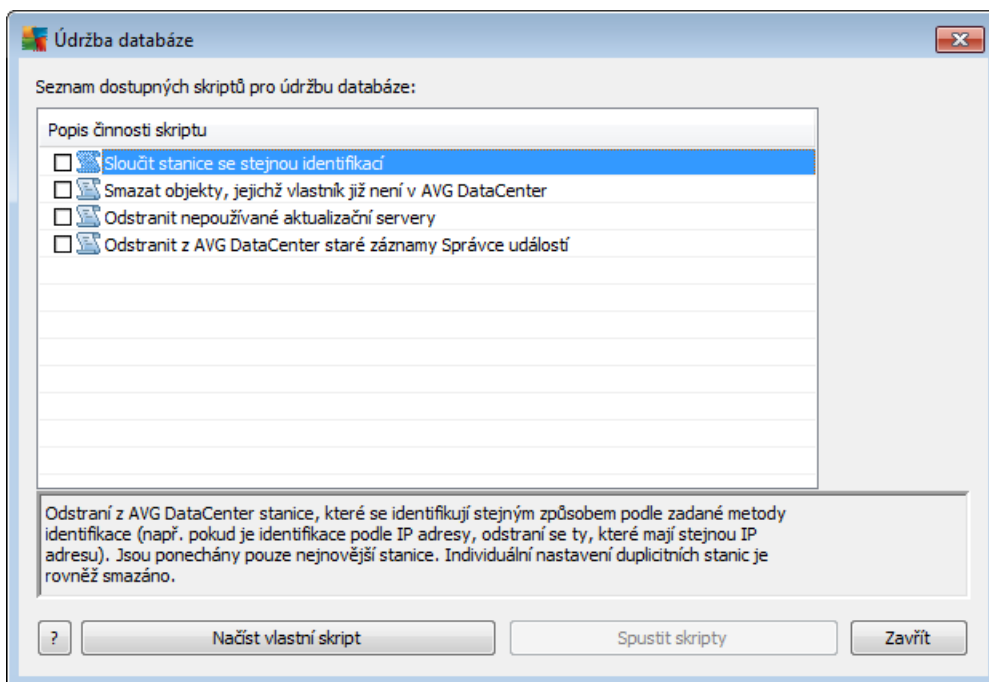 Údržba databáze
Seznam dostupných skriptů pro údržbu databáze:
Popis činnosti skriptu
Sloučit stanice se stejnou identifikací
Smazat objekty, jejichž vlastník již není v AVG DataCenter
Odstranit nepoužívané aktualizační servery
Odstranit z AVG DataCenter staré záznamy Správce událostí
Odstraní z AVG DataCenter stanice, které se identifikují stejným způsobem podle zadané metody
identifikace (např. pokud je identifikace podle IP adresy, odstraní se ty, které mají stejnou IP
adresu). Jsou ponechány pouze nejnovější stanice. Individuální nastavení duplicitních stanic je
rovněž smazáno.
? Načíst vlastní skript Spustit skripty Zavřít